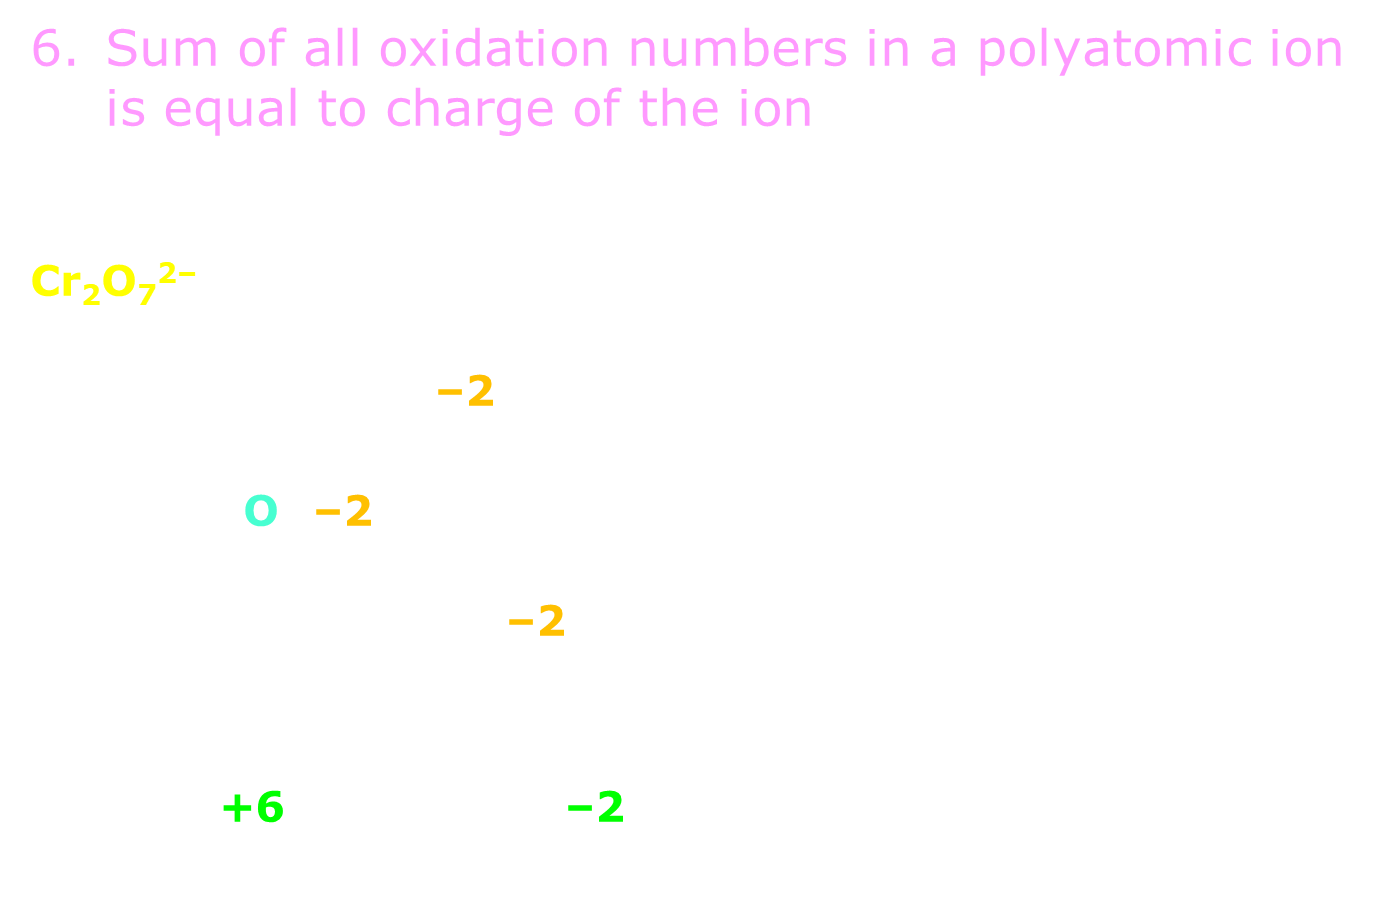 6. Sum of all oxidation numbers in a polyatomic ion
is equal to charge of the ion
Cr₂O₇²⁻
−2
O −2
−2
+6 −2